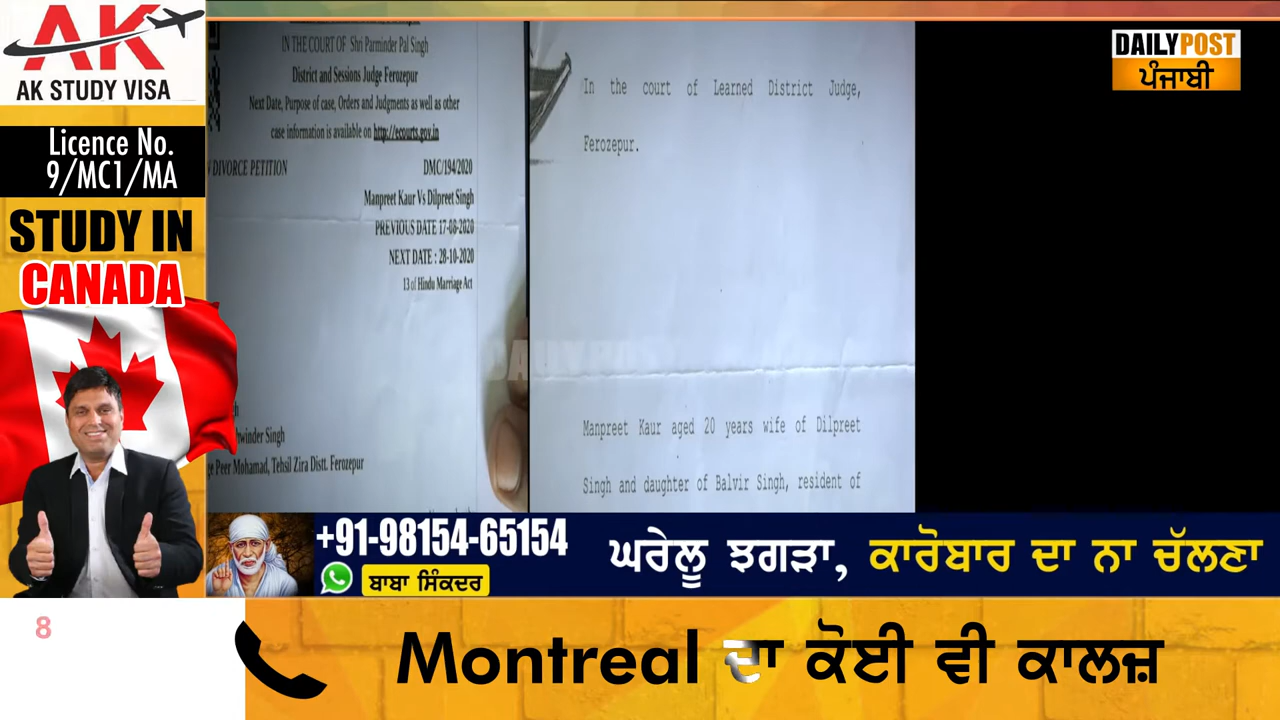 AK
AK STUDY VISA
Licence No.
9/MC1/MA
STUDY IN
CANADA
IN THE COURT OF Shri Parminder Pal Singh
District and Sessions Judge Ferozepur
Next Date, Purpose of case, Orders and Judgments as well as other
case information is available on http://ecourts.gov.in
DIVORCE PETITION
DMC/194/2020
Manpreet Kaur Vs Dilpreet Singh
PREVIOUS DATE 17-08-2020
NEXT DATE : 28-10-2020
13 of Hindu Marriage Act
Singh
Peer Mohamad, Tehsil Zira Distt. Ferozepur
In the court of Learned District Judge,
Ferozepur.
Manpreet Kaur aged 20 years wife of Dilpreet
Singh and daughter of Balvir Singh, resident of
DAILYPOST
ਪੰਜਾਬੀ
+91-98154-65154
ਬਾਬਾ ਸਿੰਕਦਰ
ਘਰੇਲੂ ਝਗੜਾ, ਕਾਰੋਬਾਰ ਦਾ ਨਾ ਚੱਲਣਾ
8
Montreal ਦਾ ਕੋਈ ਵੀ ਕਾਲਜ਼